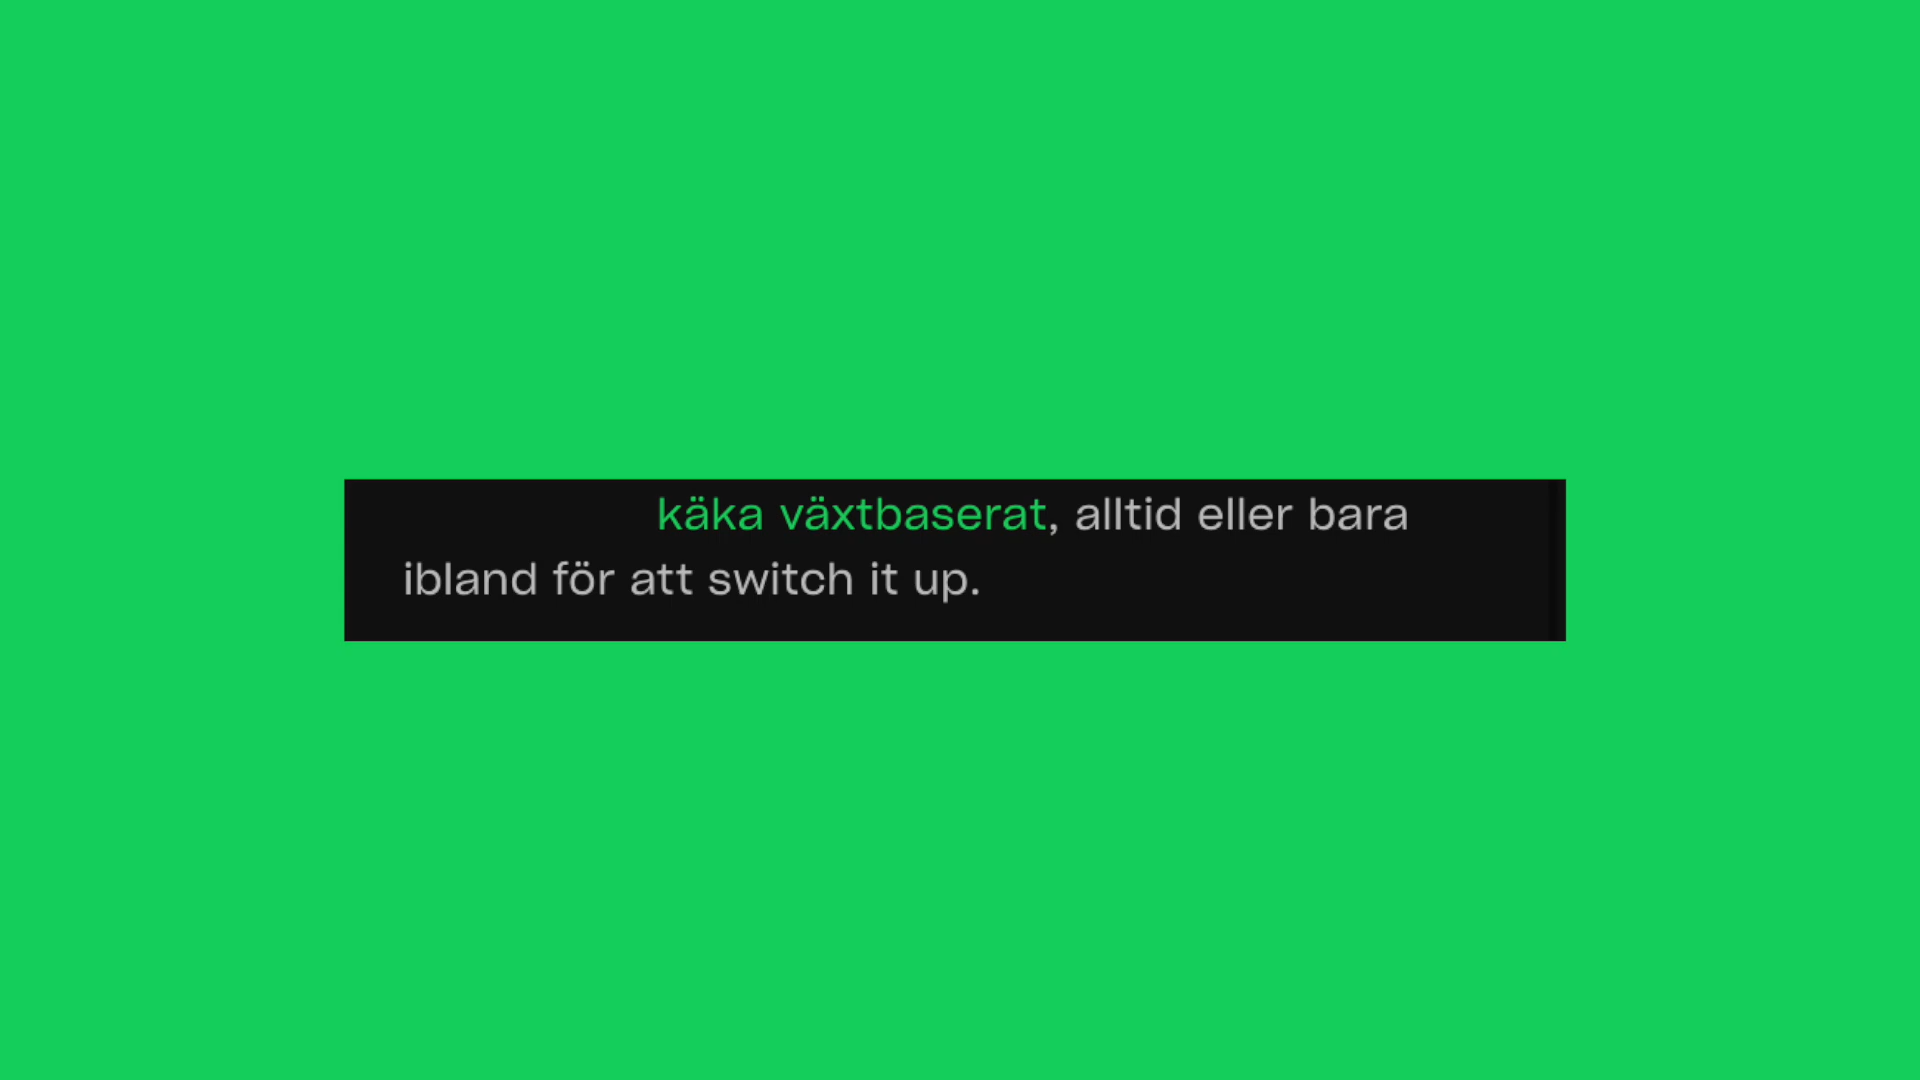 käka växtbaserat, alltid eller bara
ibland för att switch it up.